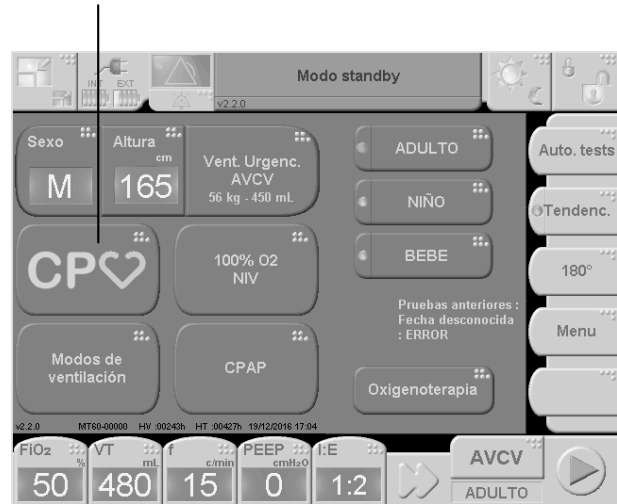 INT EXT
Modo standby
v2.2.0
Sexo
M
Altura
cm
165
Vent. Urgenc.
AVCV
56 kg - 450 mL
ADULTO
NIÑO
BEBE
CP
100% O2
NIV
Modos de
ventilación
CPAP
Pruebas anteriores :
Fecha desconocida
: ERROR
Oxigenoterapia
Auto. tests
Tendenc.
180°
Menu
v2.2.0 MT60-00000 HV :00243h HT :00427h 19/12/2016 17:04
FiO2
%
50
VT
mL
480
f
c/min
15
PEEP
cmH2O
0
I:E
1:2
AVCV
ADULTO